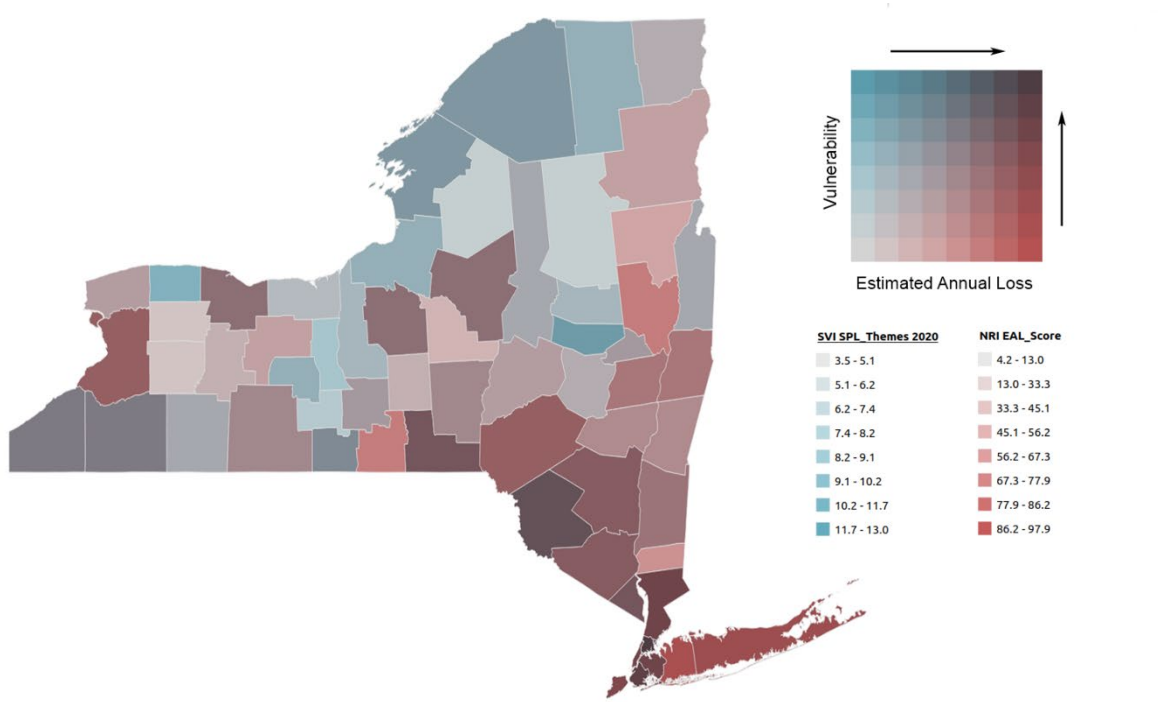 Vulnerability
Estimated Annual Loss
SVI SPL_Themes 2020
3.5 - 5.1
5.1 - 6.2
6.2 - 7.4
7.4 - 8.2
8.2 - 9.1
9.1 - 10.2
10.2 - 11.7
11.7 - 13.0
NRI EAL_Score
4.2 - 13.0
13.0 - 33.3
33.3 - 45.1
45.1 - 56.2
56.2 - 67.3
67.3 - 77.9
77.9 - 86.2
86.2 - 97.9